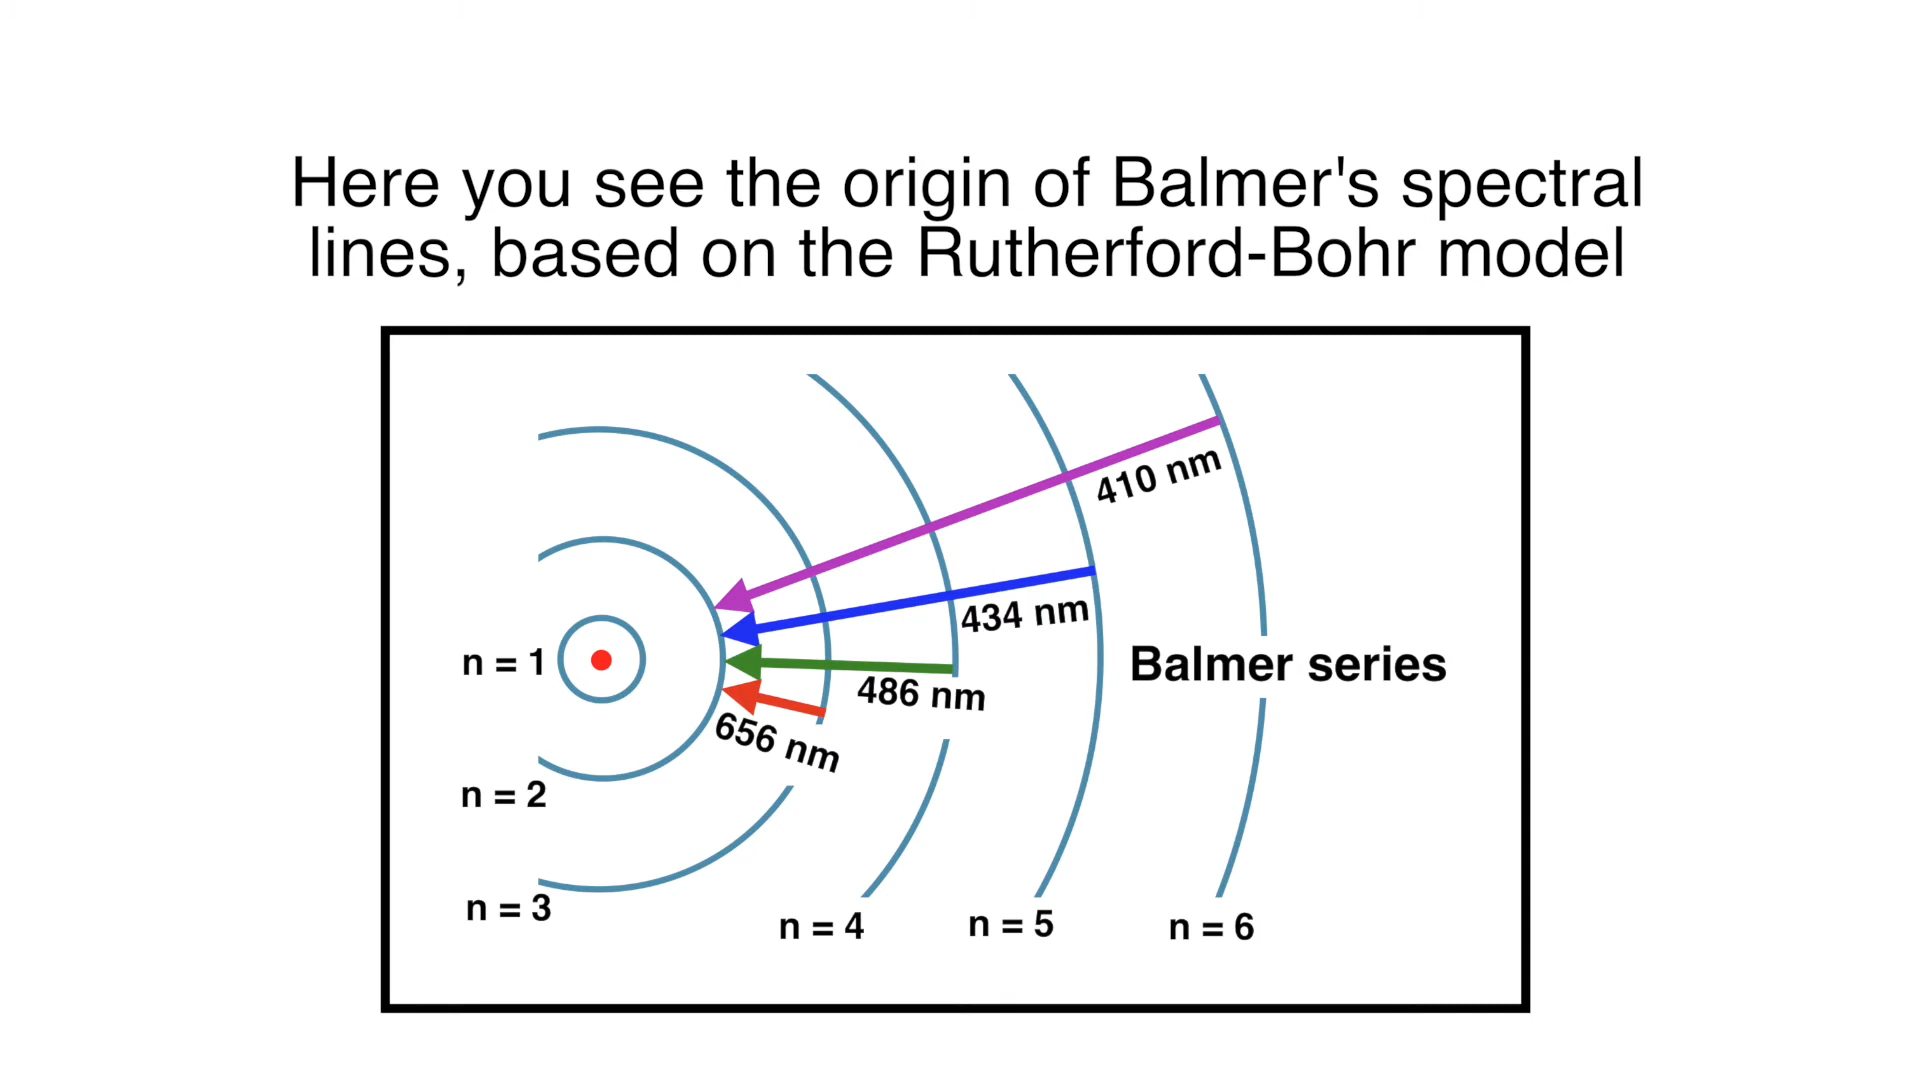 Here you see the origin of Balmer's spectral
lines, based on the Rutherford-Bohr model
410 nm
434 nm
n = 1
Balmer series
486 nm
656 nm
n = 2
n = 3
n = 4
n = 5
n = 6